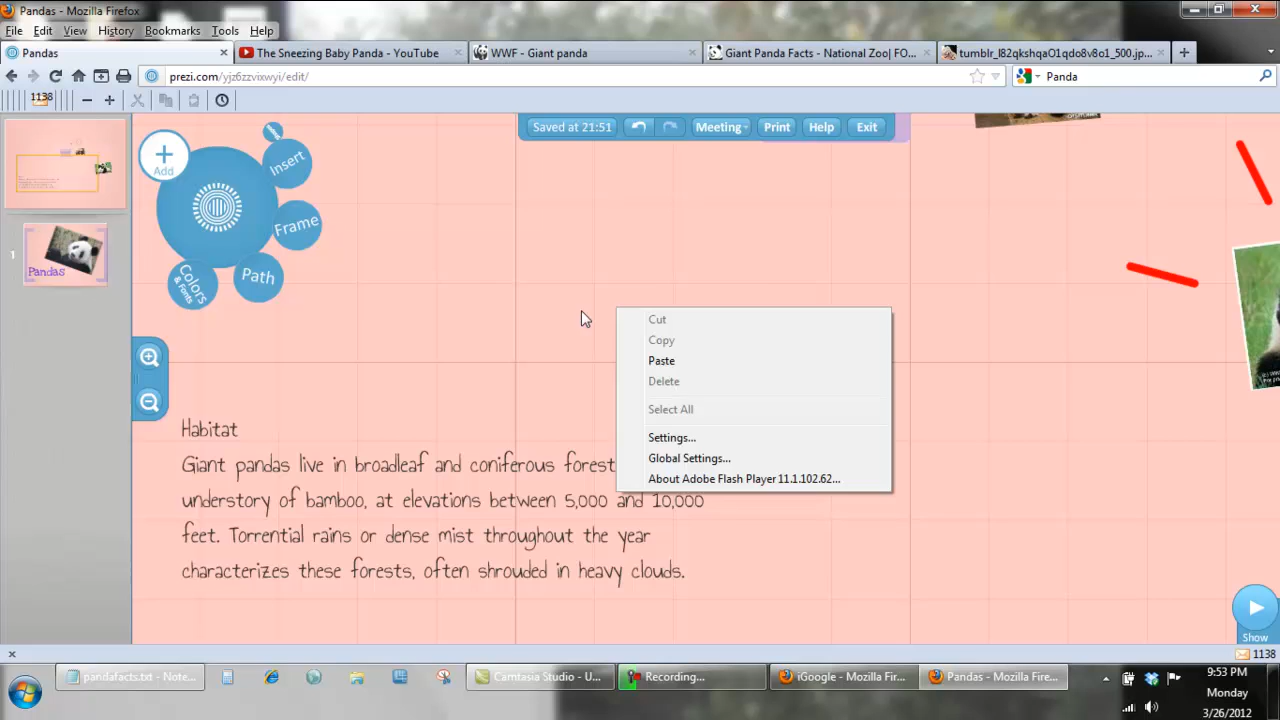 Pandas - Mozilla Firefox
File Edit View History Bookmarks Tools Help
Pandas
The Sneezing Baby Panda - YouTube
WWF - Giant panda
Giant Panda Facts - National Zoo| FO...
tumblr_l82qkshqaO1qdo8v8o1_500.jp...
prezi.com/yjz6zzvixwyi/edit/
Panda
1138
Saved at 21:51
Meeting
Print
Help
Exit
Add
Insert
Frame
Path
Colors
& Fonts
1
Pandas
Cut
Copy
Paste
Delete
Select All
Settings...
Global Settings...
About Adobe Flash Player 11.1.102.62...
Habitat
Giant pandas live in broadleaf and coniferous forest
understory of bamboo, at elevations between 5,000 and 10,000
feet. Torrential rains or dense mist throughout the year
characterizes these forests, often shrouded in heavy clouds.
Show
1138
pandafacts.txt - Note...
Camtasia Studio - U...
Recording...
iGoogle - Mozilla Fir...
Pandas - Mozilla Fire...
9:53 PM
Monday
3/26/2012